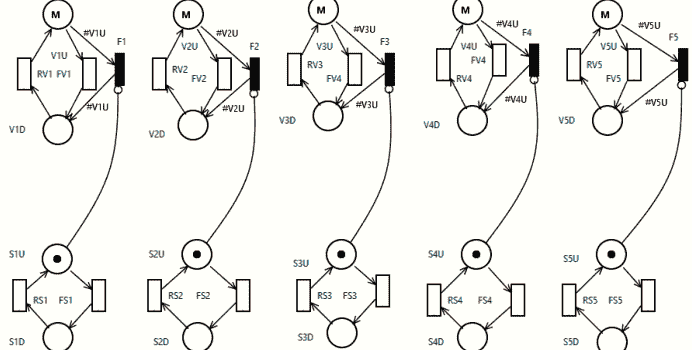 M M M M M
#V1U F1 #V2U F2 #V3U F3 #V4U F4 #V5U F5
V1U V2U V3U V4U V5U
RV1 FV1 RV2 FV2 RV3 FV4 RV4 FV4 RV5 FV5
#V1U #V2U #V3U #V4U #V5U
V1D V2D V3D V4D V5D
S1U S2U S3U S4U S5U
RS1 FS1 RS2 FS2 RS3 FS3 RS4 FS4 RS5 FS5
S1D S2D S3D S4D S5D